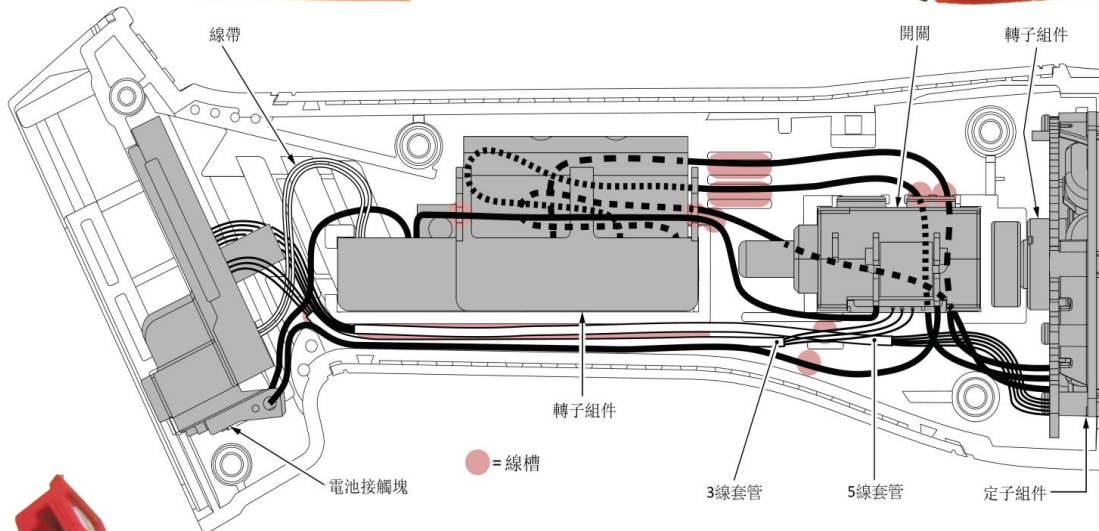 線帶
開關
轉子組件
轉子組件
= 線槽
電池接觸塊
3線套管
5線套管
定子組件